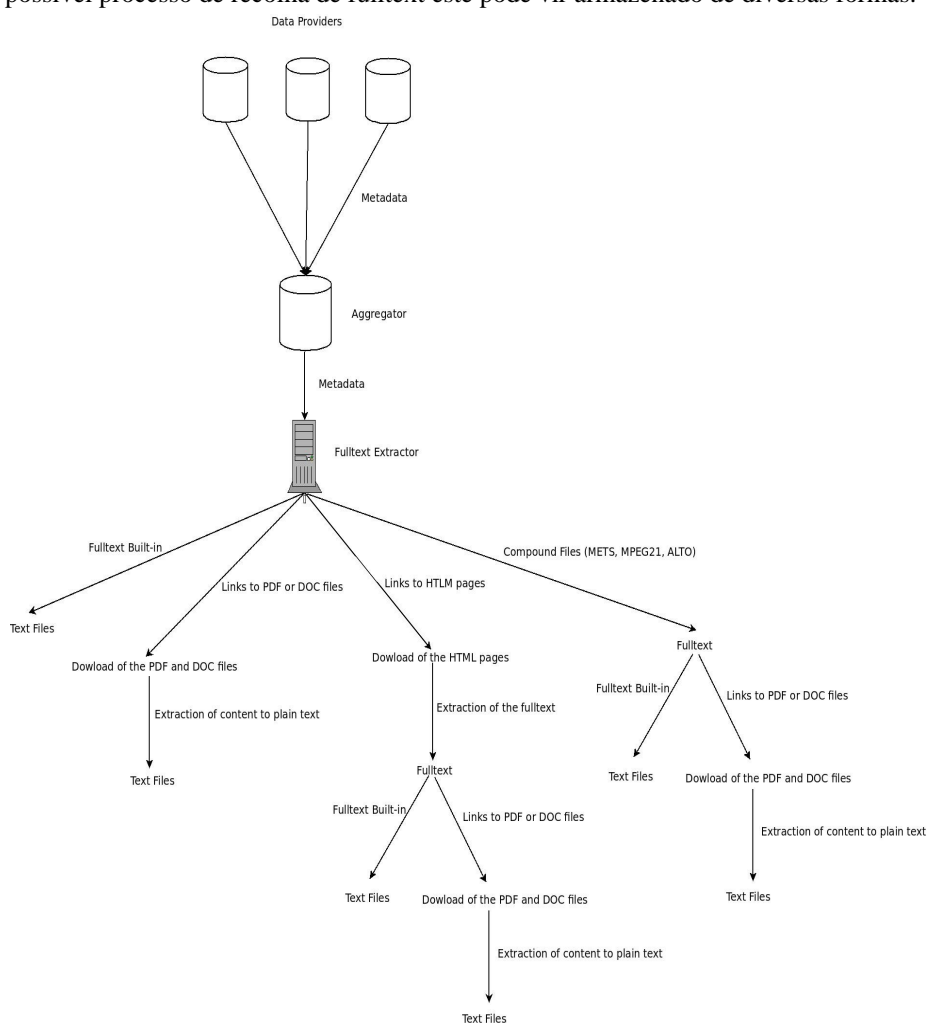 possível processo de recolha de fulltext este pode vir armazenado de diversas formas.
Data Providers
Metadata
Aggregator
Metadata
Fulltext Extractor
Fulltext Built-in
Links to PDF or DOC files
Links to HTLM pages
Compound Files (METS, MPEG21, ALTO)
Text Files
Dowload of the PDF and DOC files
Dowload of the HTML pages
Fulltext
Extraction of content to plain text
Extraction of the fulltext
Fulltext Built-in
Links to PDF or DOC files
Text Files
Fulltext
Text Files
Dowload of the PDF and DOC files
Fulltext Built-in
Links to PDF or DOC files
Extraction of content to plain text
Text Files
Dowload of the PDF and DOC files
Text Files
Extraction of content to plain text
Text Files